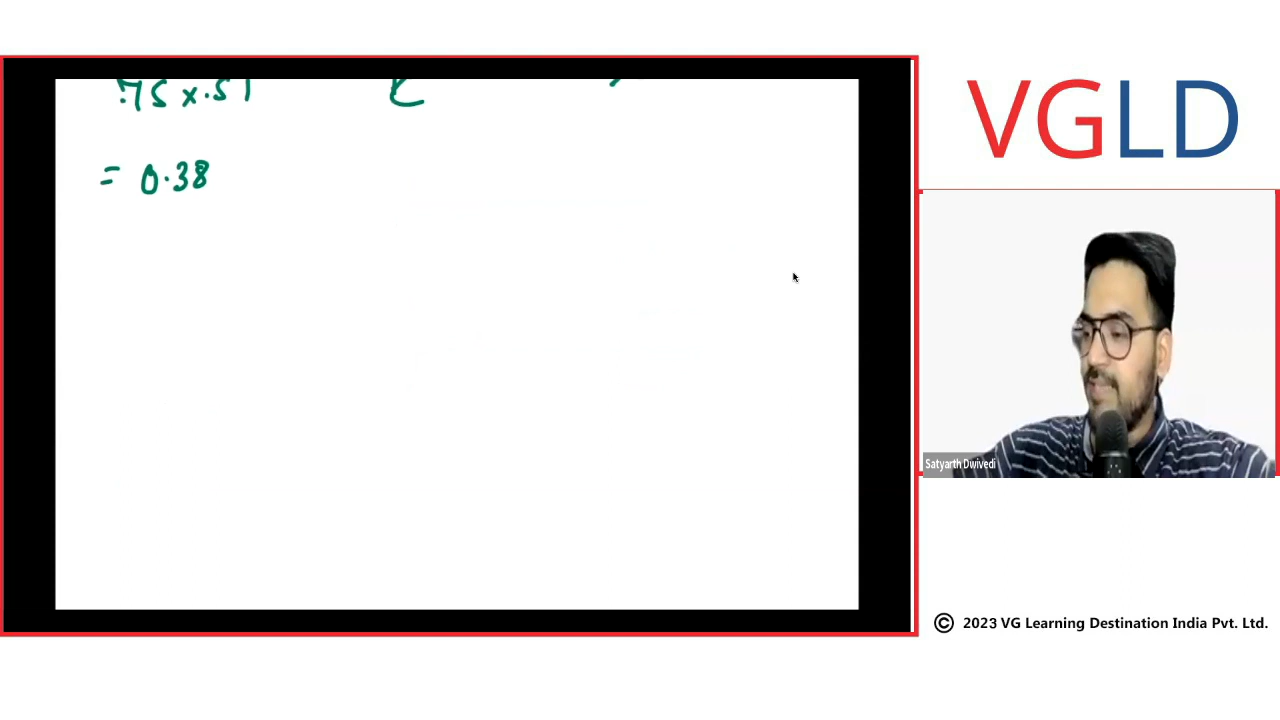 .75 x .51
= 0.38
VGLD
Satyarth Dwivedi
© 2023 VG Learning Destination India Pvt. Ltd.